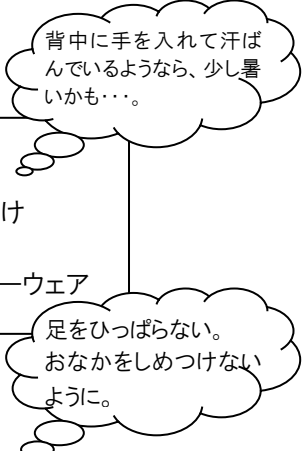 背中に手を入れて汗ば
んでいるようなら、少し暑
いかも・・・。
け
ーウェア
足をひっぱらない。
おなかをしめつけない
ように。